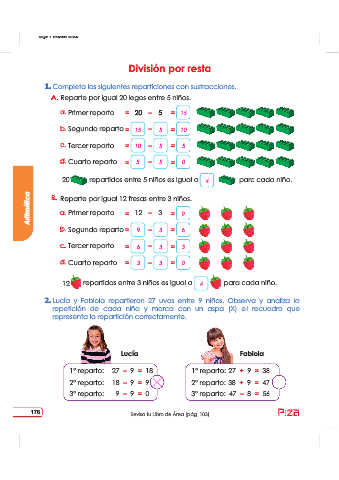 División por resta
1. Completa las siguientes reparticiones con sustracciones.
A. Reparte por igual 20 legos entre 5 niños.
a. Primer reparto = 20 - 5 = 15
b. Segundo reparto = 15 - 5 = 10
c. Tercer reparto = 10 - 5 = 5
d. Cuarto reparto = 5 - 5 = 0
20 repartidos entre 5 niños es igual a 4 para cada niño.
B. Reparte por igual 12 fresas entre 3 niños.
a. Primer reparto = 12 - 3 = 9
b. Segundo reparto = 9 - 3 = 6
c. Tercer reparto = 6 - 3 = 3
d. Cuarto reparto = 3 - 3 = 0
12 repartidas entre 3 niños es igual a 4 para cada niño.
2. Lucía y Fabiola repartieron 27 uvas entre 9 niños. Observa y analiza la
repetición de cada niño y marca con un aspa (X) el recuadro que
representa la repartición correctamente.
Lucía
1° reparto: 27 - 9 = 18
2° reparto: 18 - 9 = 9 X
3° reparto: 9 - 9 = 0
Fabiola
1° reparto: 27 + 9 = 38
2° reparto: 38 + 9 = 47
3° reparto: 47 - 8 = 56
Aritmética
176
Revisa tu Libro de Área (pág. 103)